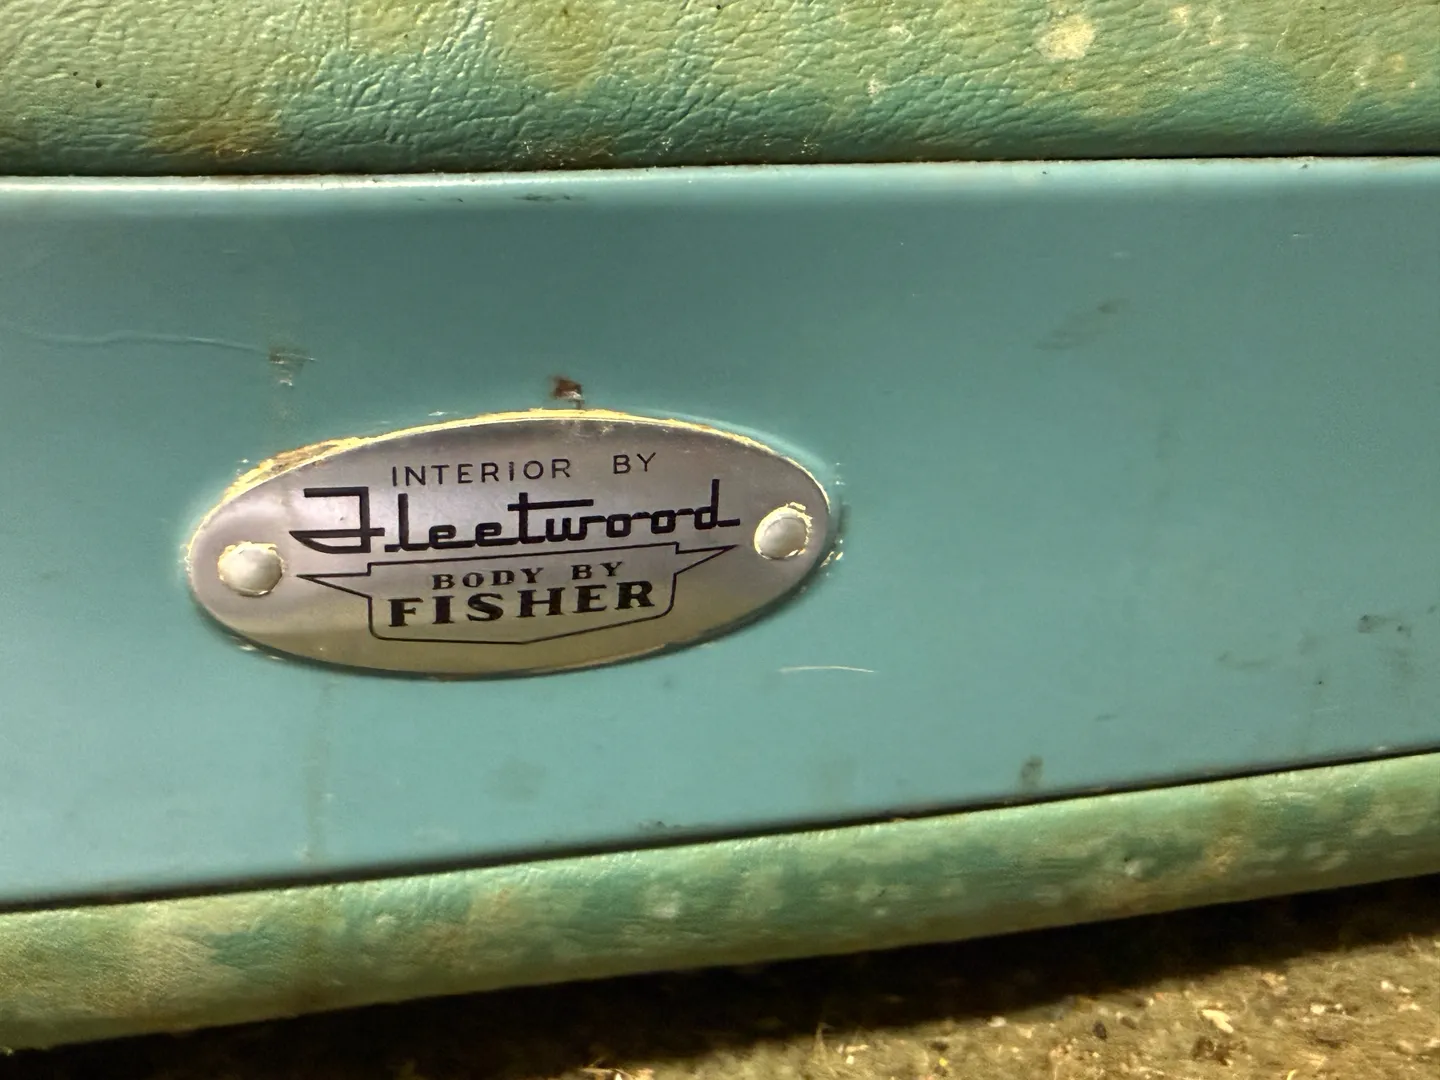 INTERIOR BY
Fleetwood
BODY BY
FISHER